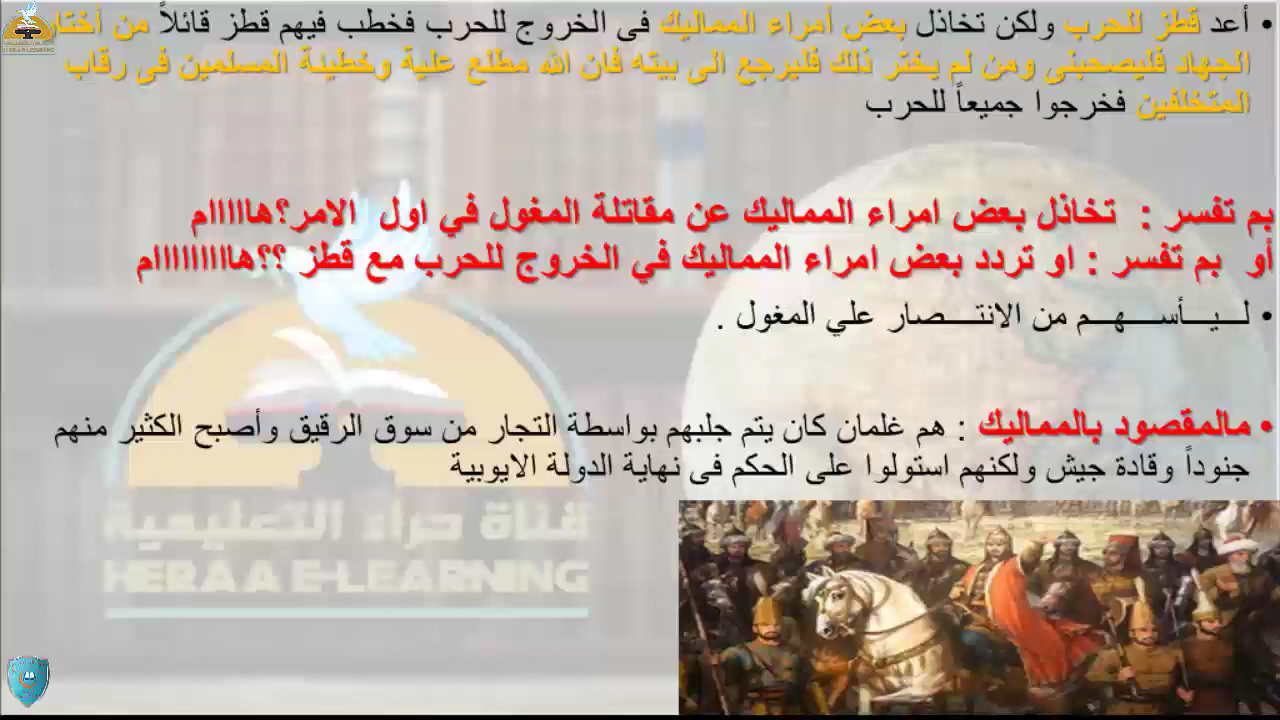 • أعد قطز للحرب ولكن تخاذل بعض أمراء المماليك فى الخروج للحرب فخطب فيهم قطز قائلاً من أختار
الجهاد فليصحبنى ومن لم يختر ذلك فليرجع الى بيته فان الله مطلع علية وخطيئة المسلمين فى رقاب
المتخلفين فخرجوا جميعاً للحرب
بم تفسر : تخاذل بعض امراء المماليك عن مقاتلة المغول في اول الامر؟هااااام
أو بم تفسر : او تردد بعض امراء المماليك في الخروج للحرب مع قطز ؟؟هااااااااام
• لـــيـــأســـهـــم من الانتـــصار علي المغول .
• مالمقصود بالمماليك : هم غلمان كان يتم جلبهم بواسطة التجار من سوق الرقيق وأصبح الكثير منهم
جنوداً وقادة جيش ولكنهم استولوا على الحكم فى نهاية الدولة الايوبية
قناة حراء التعليمية
HERAA E-LEARNING